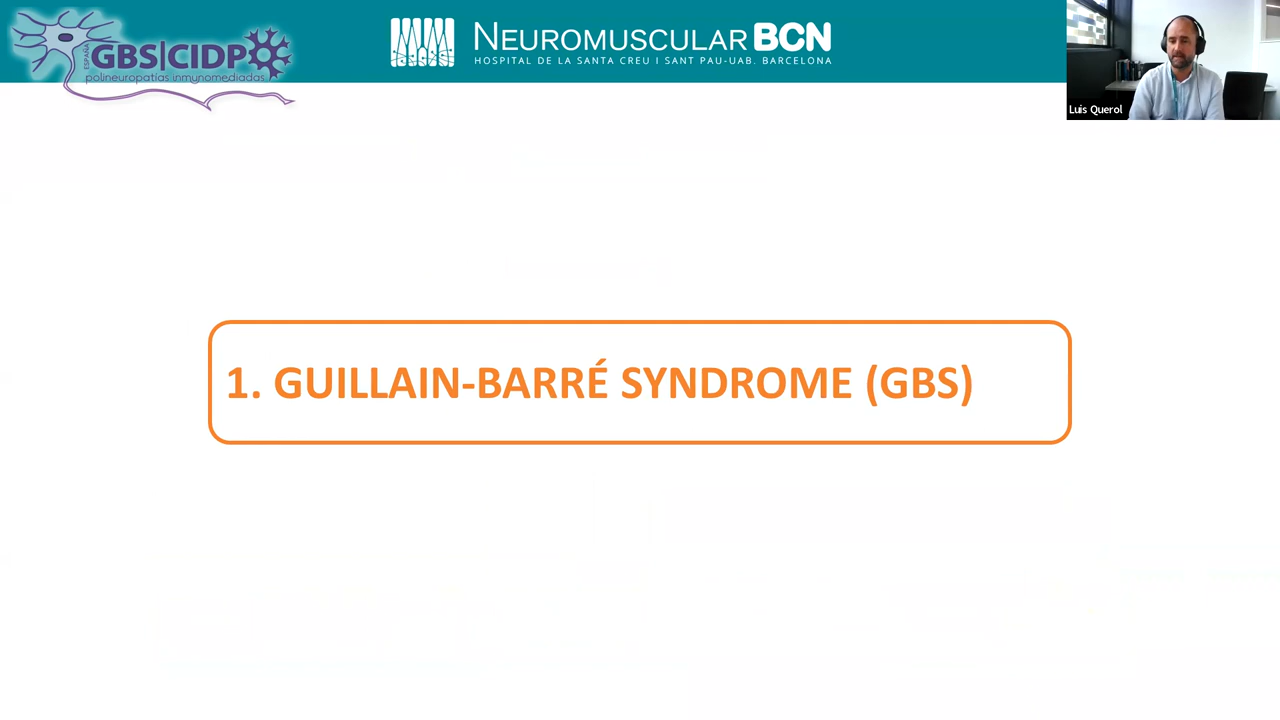 ESPAÑA
GBS|CIDP
polineuropatías inmunomediadas
NEUROMUSCULAR BCN
HOSPITAL DE LA SANTA CREU I SANT PAU-UAB. BARCELONA
Luis Querol
1. GUILLAIN-BARRÉ SYNDROME (GBS)